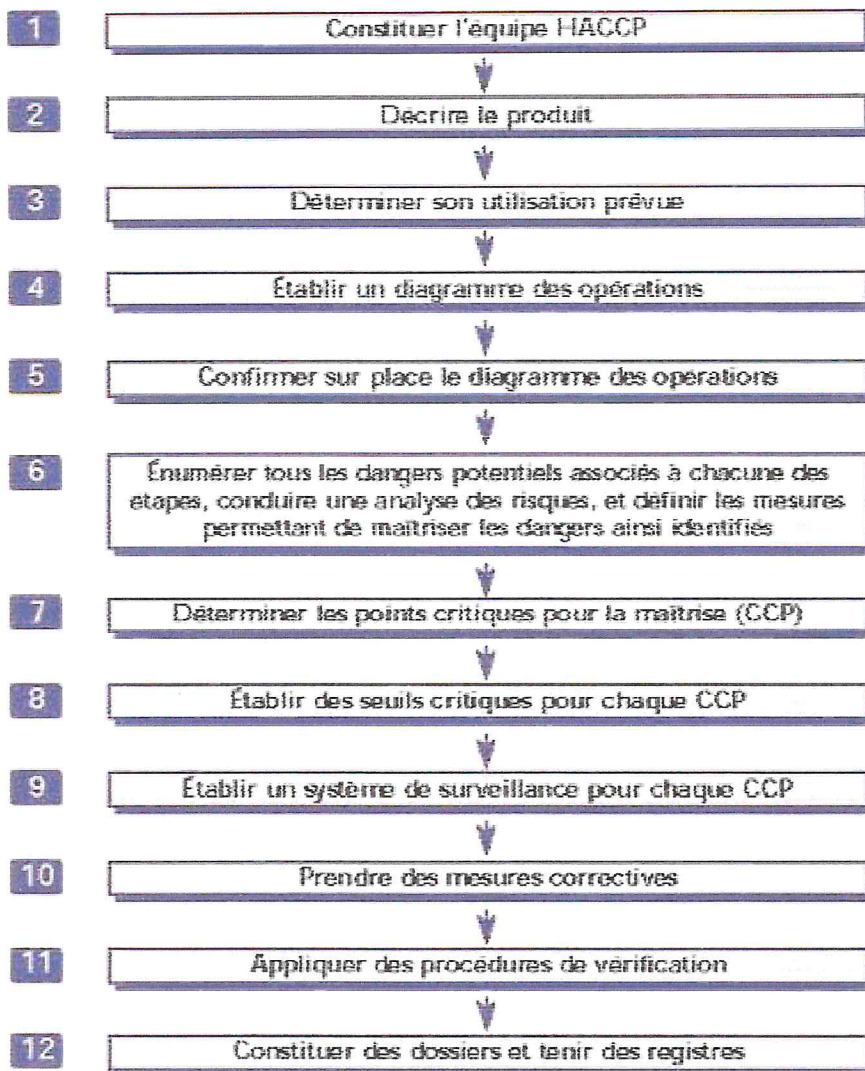 1 Constituer l'équipe HACCP
2 Décrire le produit
3 Déterminer son utilisation prévue
4 Établir un diagramme des opérations
5 Confirmer sur place le diagramme des opérations
6 Énumérer tous les dangers potentiels associés à chacune des
étapes, conduire une analyse des risques, et définir les mesures
permettant de maîtriser les dangers ainsi identifiés
7 Déterminer les points critiques pour la maîtrise (CCP)
8 Établir des seuils critiques pour chaque CCP
9 Établir un système de surveillance pour chaque CCP
10 Prendre des mesures correctives
11 Appliquer des procédures de vérification
12 Constituer des dossiers et tenir des registres